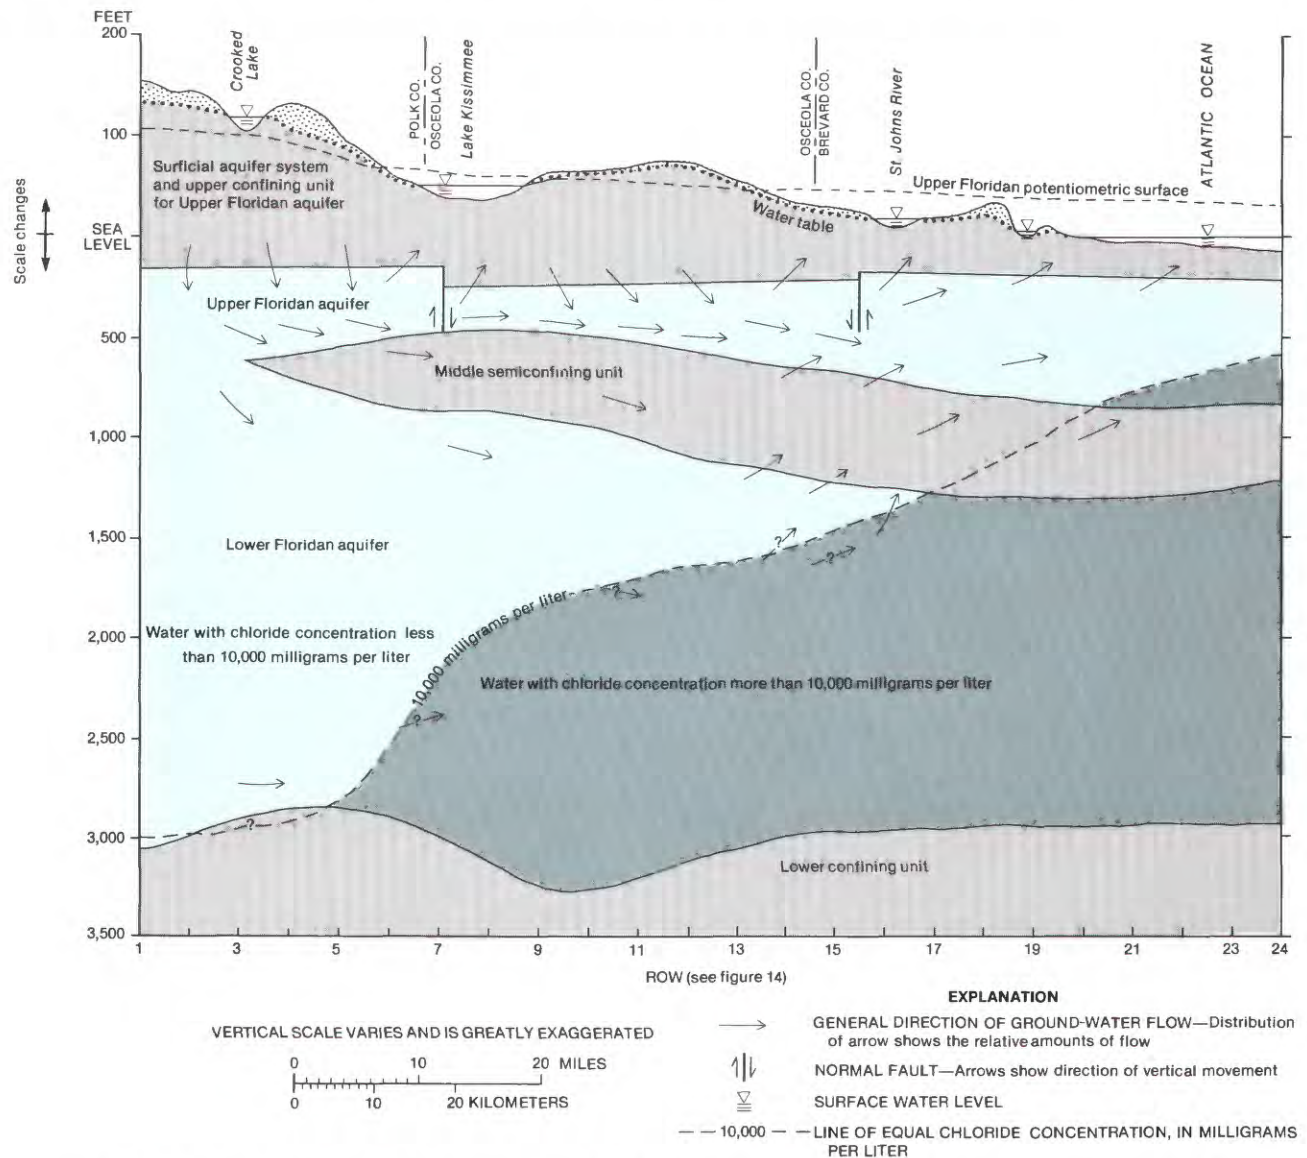 FEET
200
100
SEA
LEVEL
500
1,000
1,500
2,000
2,500
3,000
3,500
Scale changes
Crooked
Lake
POLK CO.
OSCEOLA CO.
Lake Kissimmee
OSCEOLA CO.
BREVARD CO.
St. Johns River
ATLANTIC OCEAN
Upper Floridan potentiometric surface
Surficial aquifer system
and upper confining unit
for Upper Floridan aquifer
Water table
Upper Floridan aquifer
Middle semiconfining unit
Lower Floridan aquifer
?
?
?
Water with chloride concentration less
than 10,000 milligrams per liter
10,000 milligrams per liter
Water with chloride concentration more than 10,000 milligrams per liter
?
?
Lower confining unit
1 3 5 7 9 11 13 15 17 19 21 24
ROW (see figure 14)
EXPLANATION
VERTICAL SCALE VARIES AND IS GREATLY EXAGGERATED
0 10 20 MILES
0 10 20 KILOMETERS
GENERAL DIRECTION OF GROUND-WATER FLOW—Distribution
of arrow shows the relative amounts of flow
NORMAL FAULT—Arrows show direction of vertical movement
SURFACE WATER LEVEL
— — 10,000 — — LINE OF EQUAL CHLORIDE CONCENTRATION, IN MILLIGRAMS
PER LITER